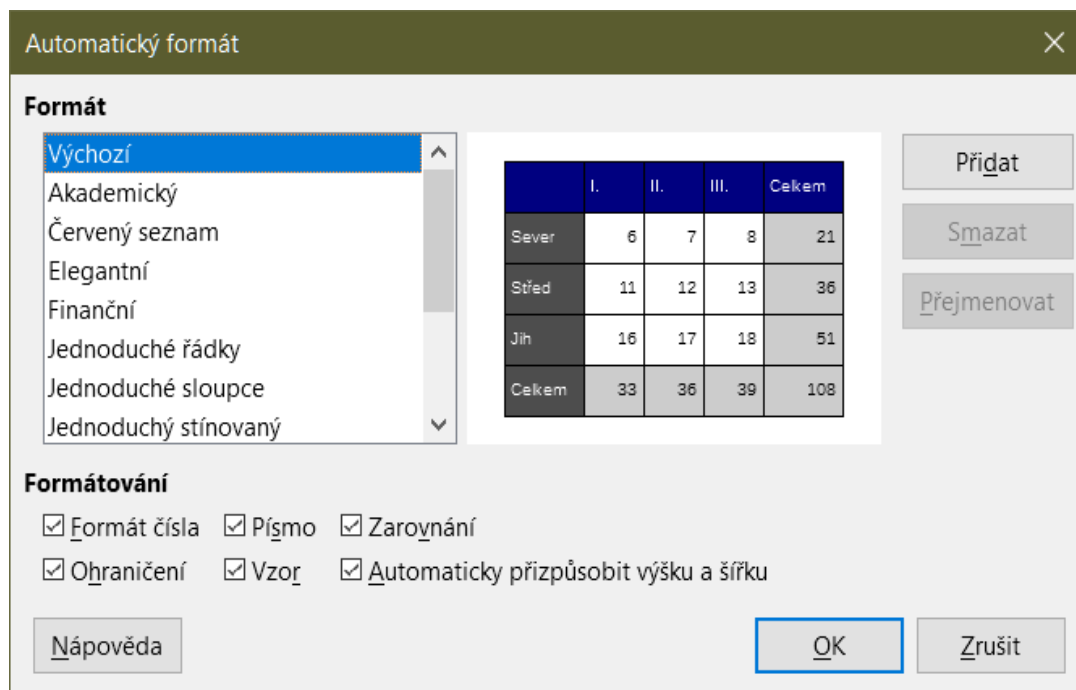 Automatický formát
Formát
Výchozí
Akademický
Červený seznam
Elegantní
Finanční
Jednoduché řádky
Jednoduché sloupce
Jednoduchý stínovaný
I. II. III. Celkem
Sever 6 7 8 21
Střed 11 12 13 36
Jih 16 17 18 51
Celkem 33 36 39 108
Přidat
Smazat
Přejmenovat
Formátování
Formát čísla Písmo Zarovnání
Ohraničení Vzor Automaticky přizpůsobit výšku a šířku
Nápověda OK Zrušit